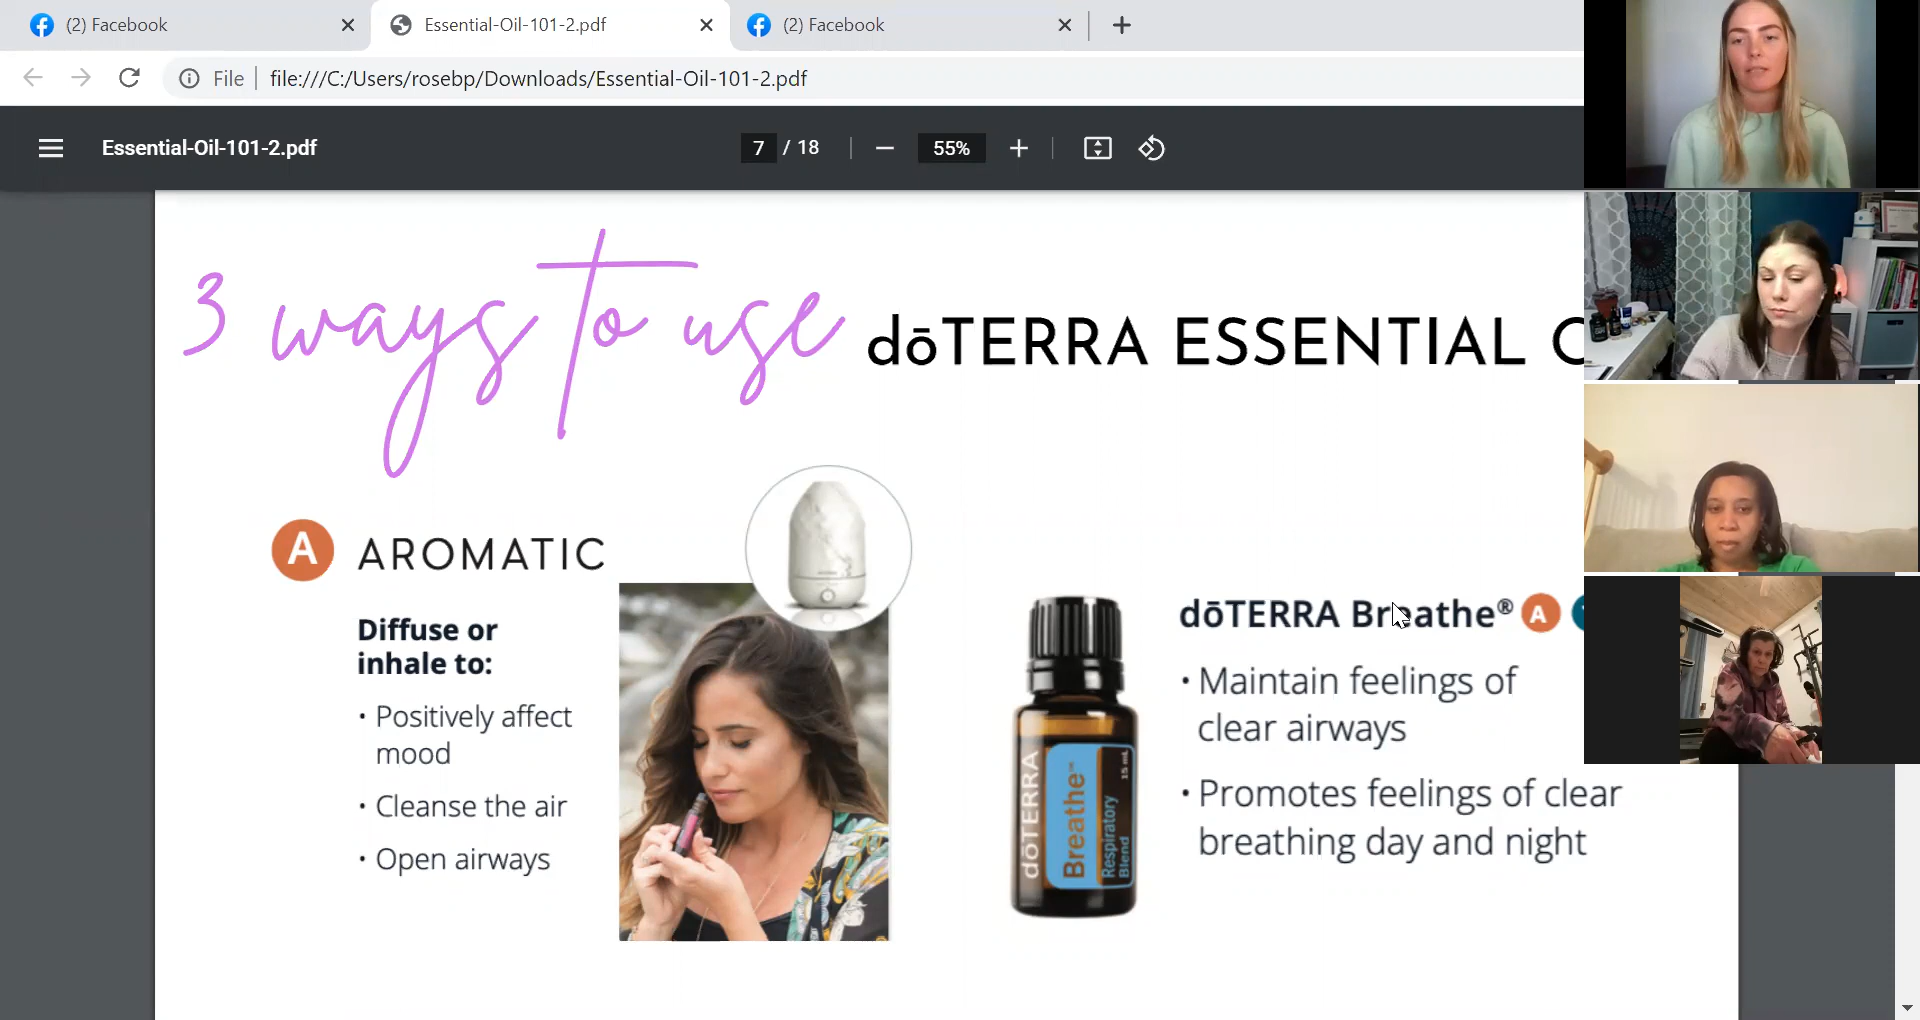 (2) Facebook
Essential-Oil-101-2.pdf
(2) Facebook
File
file:///C:/Users/rosebp/Downloads/Essential-Oil-101-2.pdf
Essential-Oil-101-2.pdf
7 / 18
55%
3 ways to use dōTERRA ESSENTIAL
A AROMATIC
Diffuse or
inhale to:
• Positively affect
mood
• Cleanse the air
• Open airways
dōTERRA
Breathe™
Respiratory
Blend
15 mL
dōTERRA Breathe® A
• Maintain feelings of
clear airways
• Promotes feelings of clear
breathing day and night